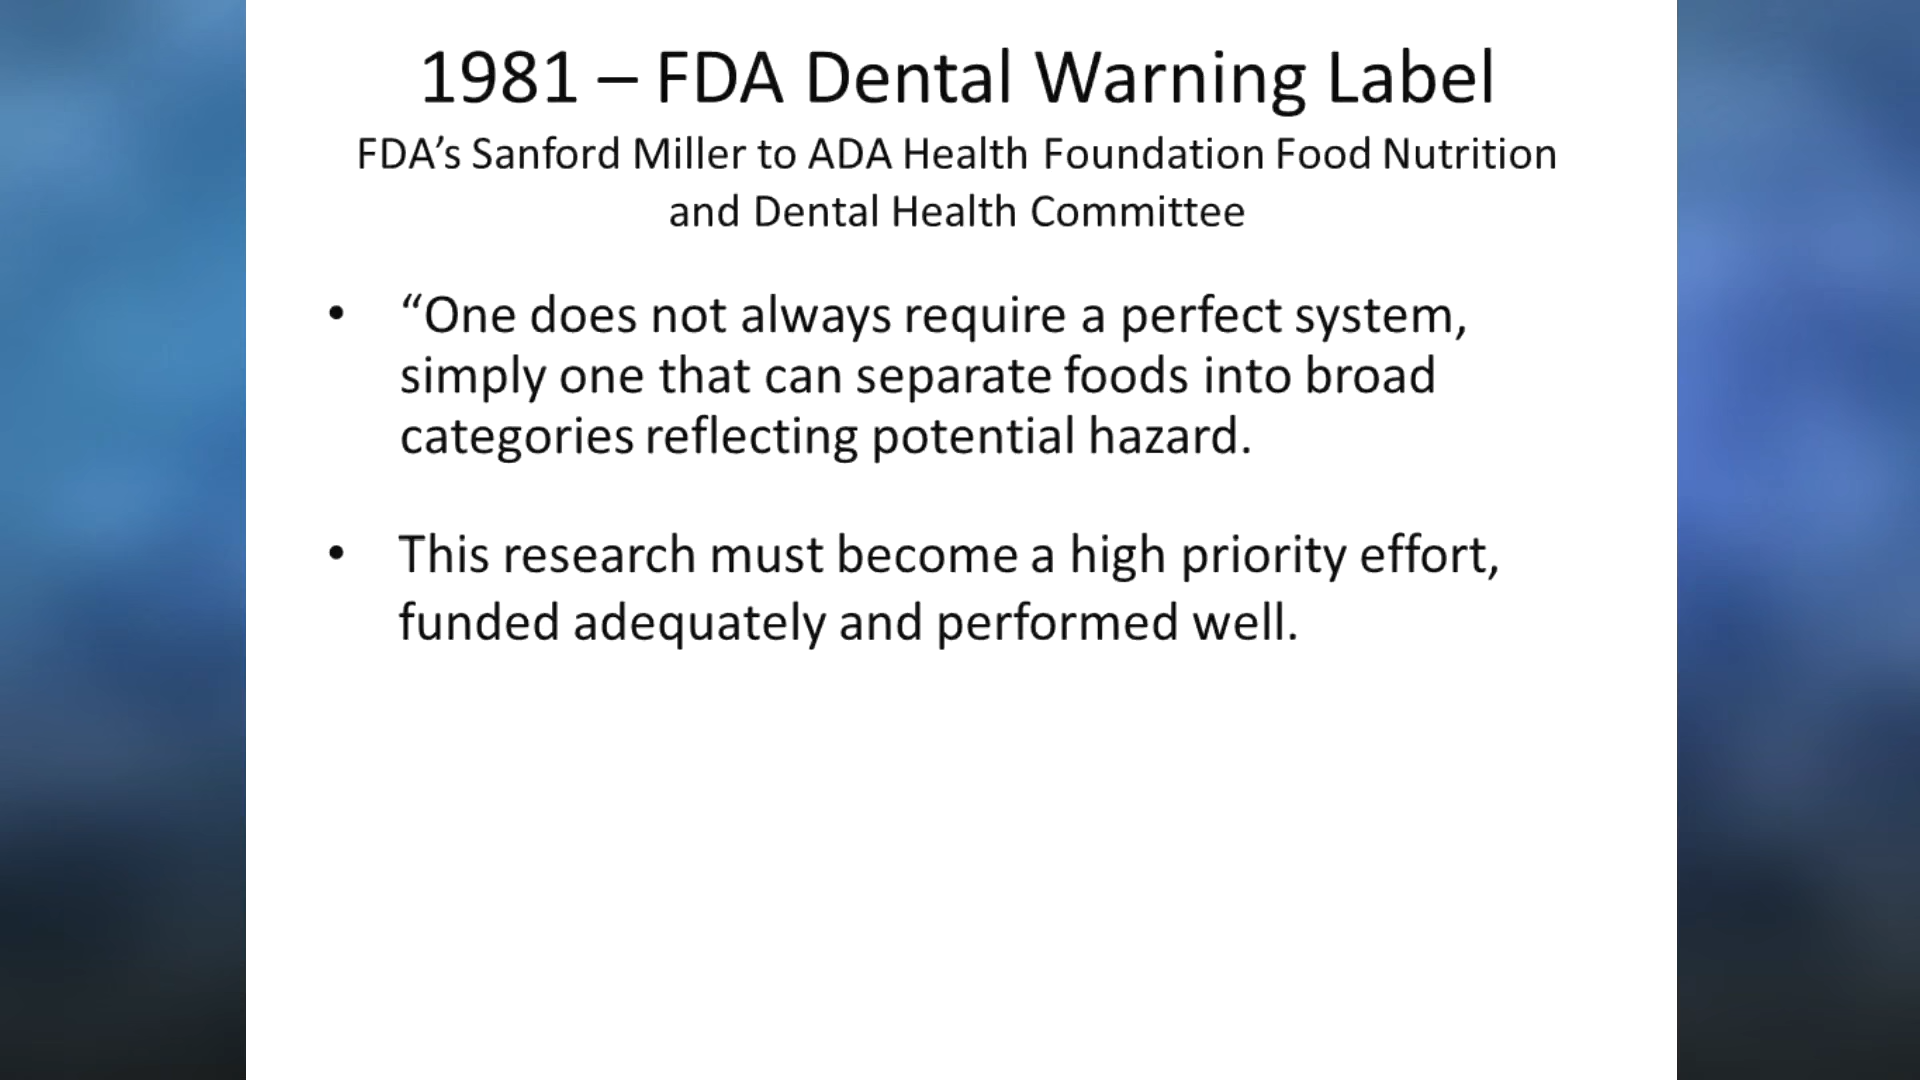 1981 – FDA Dental Warning Label
FDA’s Sanford Miller to ADA Health Foundation Food Nutrition
and Dental Health Committee
• “One does not always require a perfect system,
simply one that can separate foods into broad
categories reflecting potential hazard.
• This research must become a high priority effort,
funded adequately and performed well.